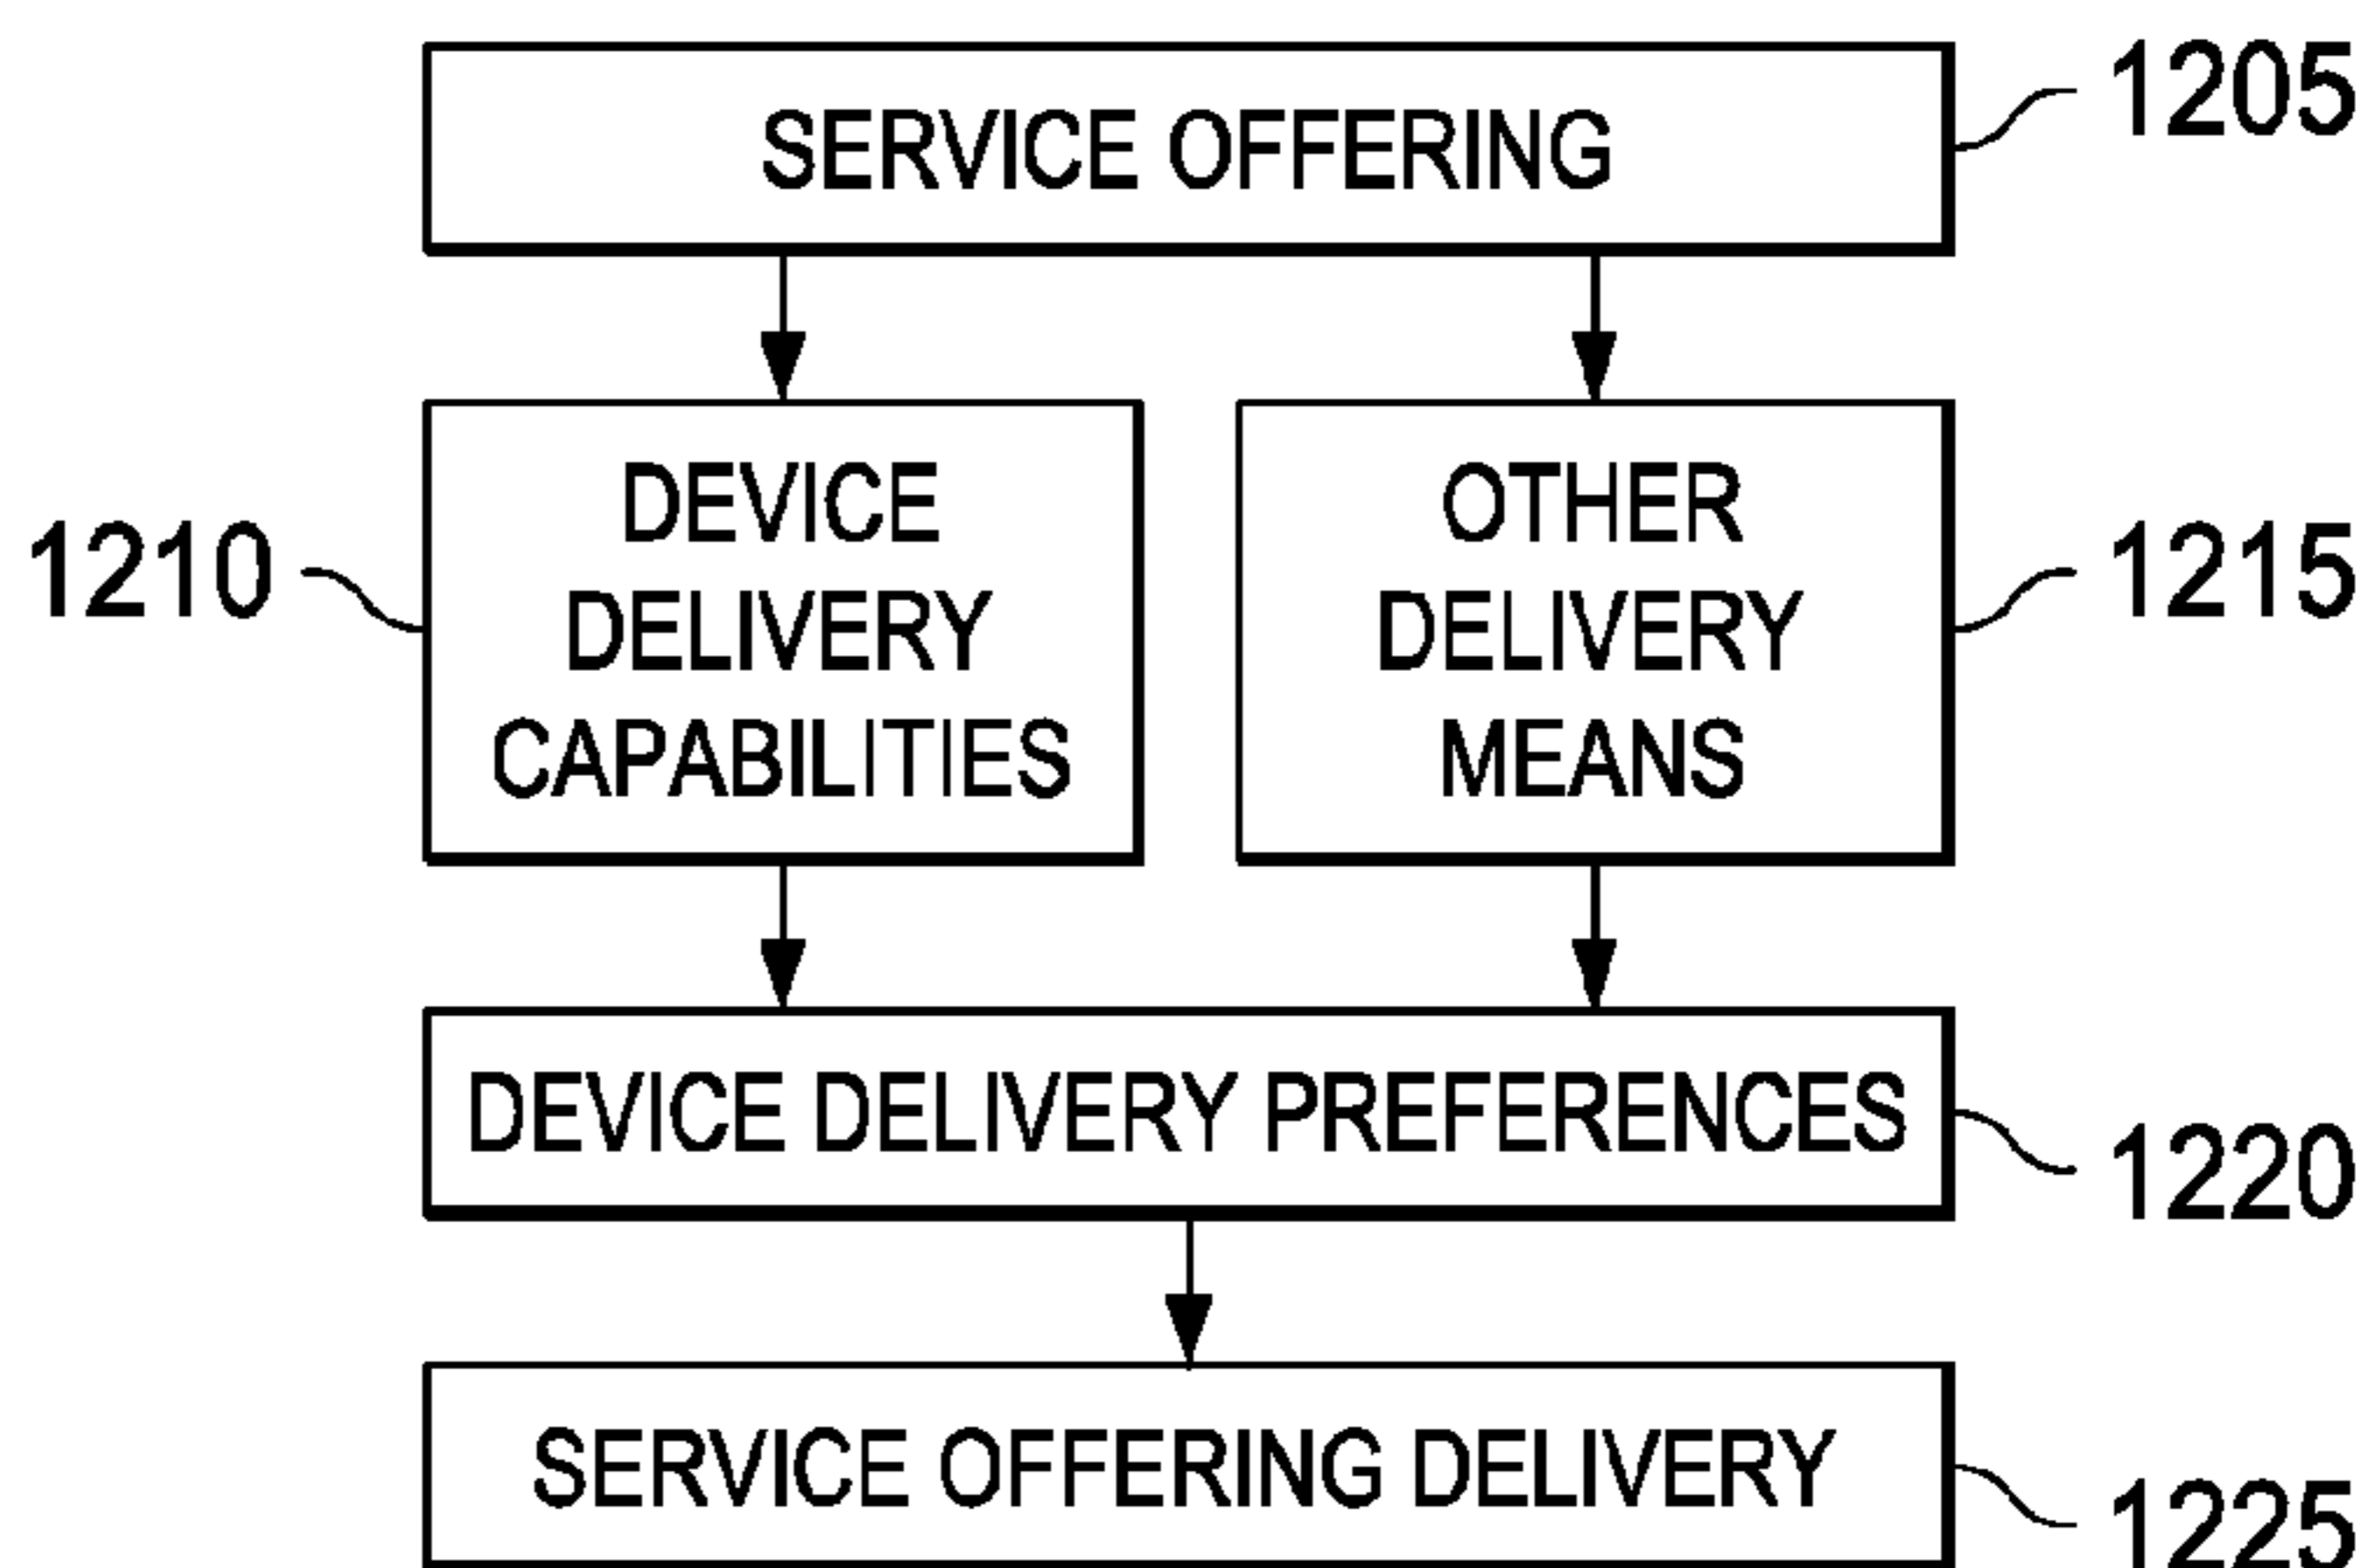 SERVICE OFFERING
1205
DEVICE
DELIVERY
CAPABILITIES
1210
OTHER
DELIVERY
MEANS
1215
DEVICE DELIVERY PREFERENCES
1220
SERVICE OFFERING DELIVERY
1225